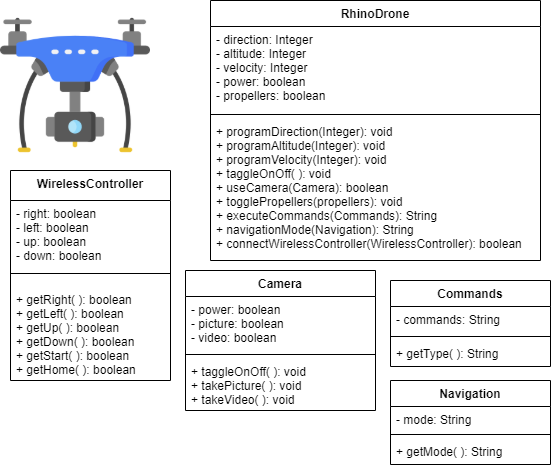 RhinoDrone
- direction: Integer
- altitude: Integer
- velocity: Integer
- power: boolean
- propellers: boolean
+ programDirection(Integer): void
+ programAltitude(Integer): void
+ programVelocity(Integer): void
+ taggleOnOff( ): void
+ useCamera(Camera): boolean
+ togglePropellers(propellers): void
+ executeCommands(Commands): String
+ navigationMode(Navigation): String
+ connectWirelessController(WirelessController): boolean
WirelessController
- right: boolean
- left: boolean
- up: boolean
- down: boolean
+ getRight( ): boolean
+ getLeft( ): boolean
+ getUp( ): boolean
+ getDown( ): boolean
+ getStart( ): boolean
+ getHome( ): boolean
Camera
- power: boolean
- picture: boolean
- video: boolean
+ taggleOnOff( ): void
+ takePicture( ): void
+ takeVideo( ): void
Commands
- commands: String
+ getType( ): String
Navigation
- mode: String
+ getMode( ): String